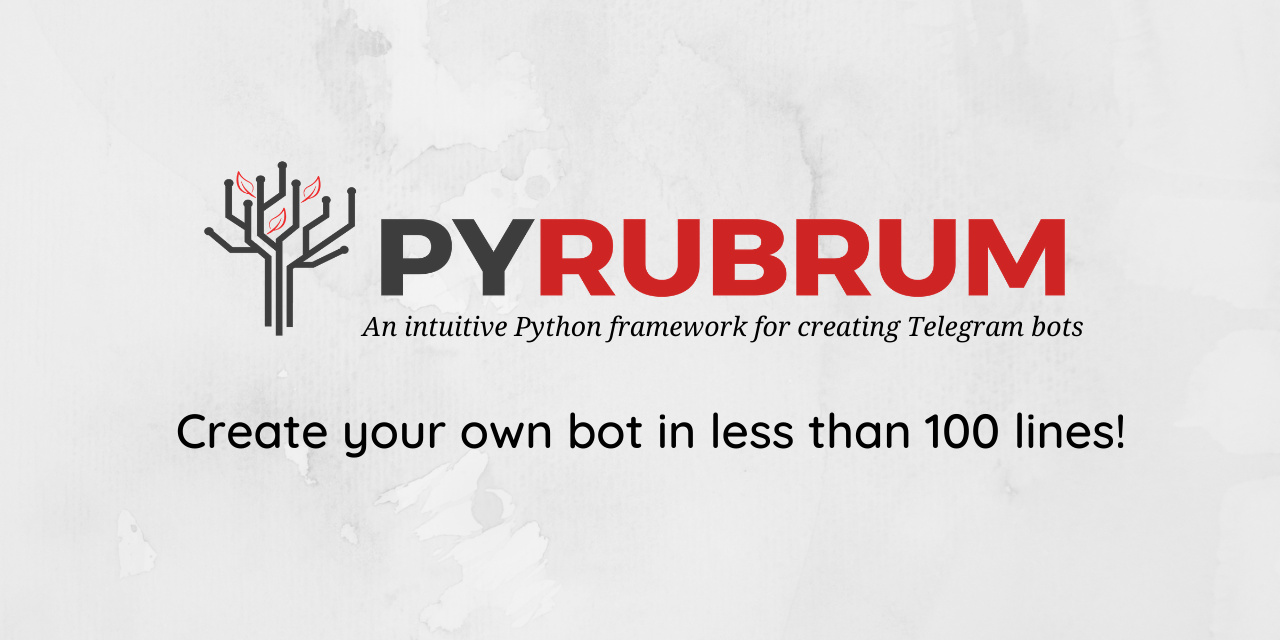 PYRUBRUM
An intuitive Python framework for creating Telegram bots
Create your own bot in less than 100 lines!